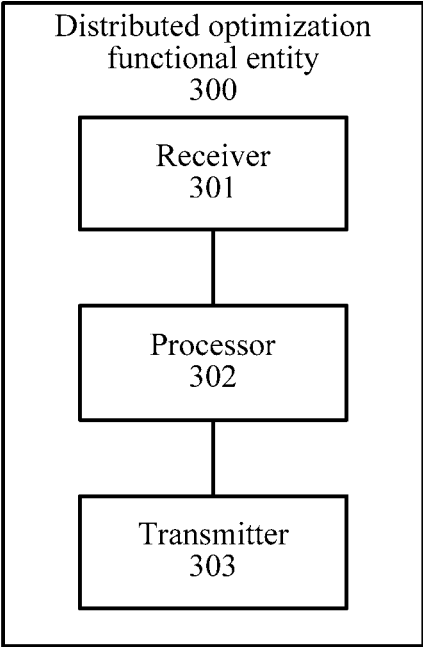 Distributed optimization
functional entity
300
Receiver
301
Processor
302
Transmitter
303